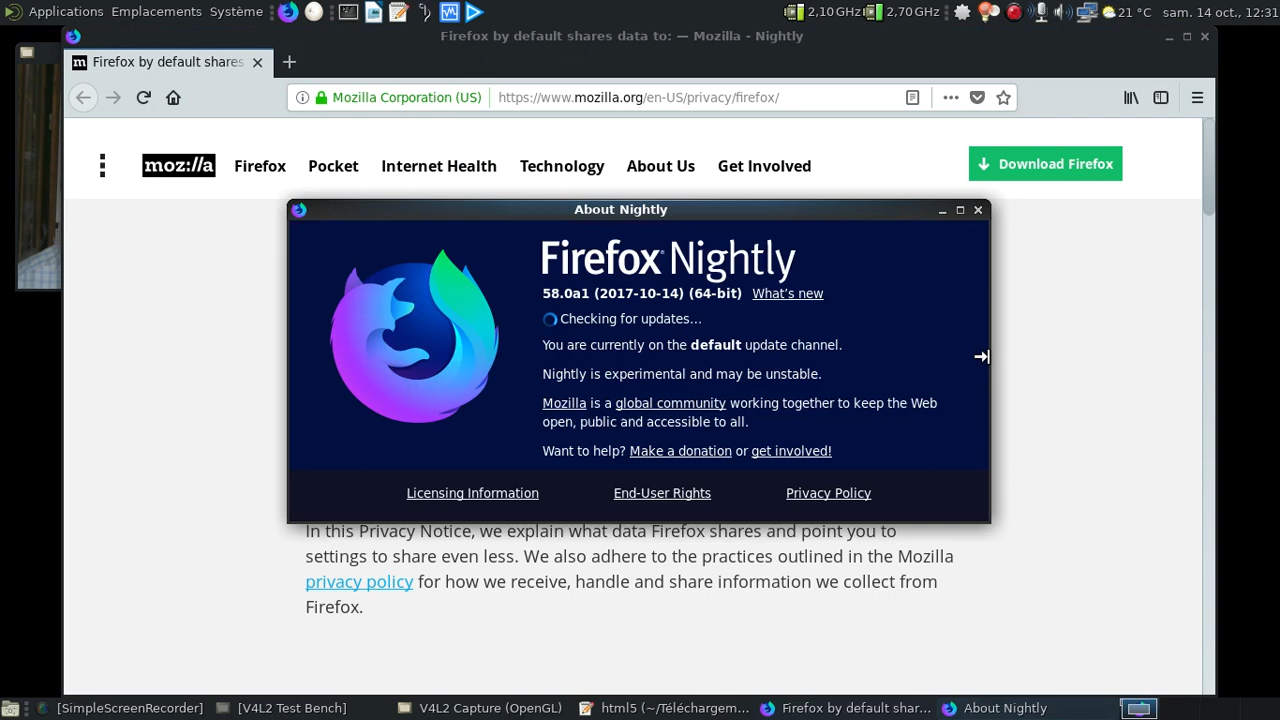 Applications Emplacements Système 2,10 GHz 2,70 GHz 21 °C sam. 14 oct., 12:31
Firefox by default shares data to: — Mozilla - Nightly
Firefox by default shares
Mozilla Corporation (US) https://www.mozilla.org/en-US/privacy/firefox/
moz://a Firefox Pocket Internet Health Technology About Us Get Involved Download Firefox
About Nightly
Firefox Nightly
58.0a1 (2017-10-14) (64-bit) What's new
Checking for updates…
You are currently on the default update channel.
Nightly is experimental and may be unstable.
Mozilla is a global community working together to keep the Web
open, public and accessible to all.
Want to help? Make a donation or get involved!
Licensing Information End-User Rights Privacy Policy
In this Privacy Notice, we explain what data Firefox shares and point you to
settings to share even less. We also adhere to the practices outlined in the Mozilla
privacy policy for how we receive, handle and share information we collect from
Firefox.
[SimpleScreenRecorder] [V4L2 Test Bench] V4L2 Capture (OpenGL) html5 (~/Téléchargem… Firefox by default shar… About Nightly